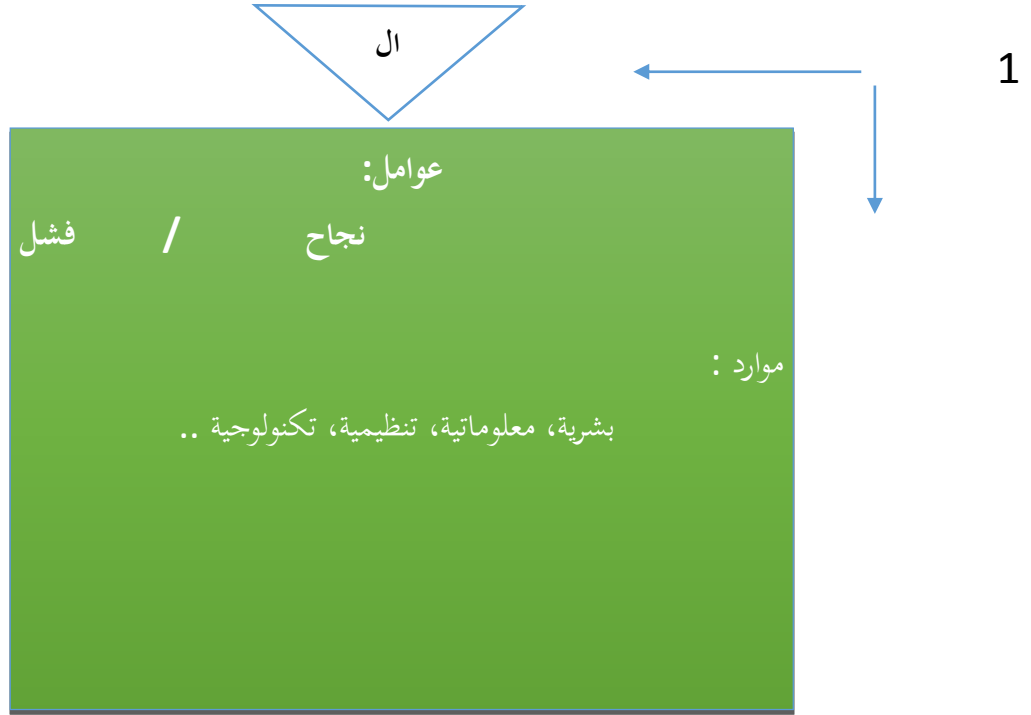 ال
1
عوامل:
نجاح / فشل
موارد :
بشرية، معلوماتية، تنظيمية، تكنولوجية ..